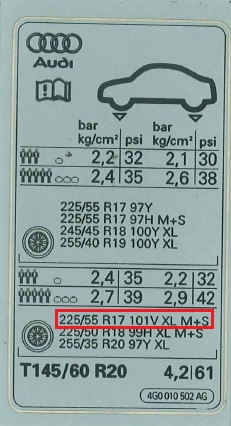 Audi
bar kg/cm² psi bar kg/cm² psi
2,2 32 2,1 30
2,4 35 2,6 38
225/55 R17 97Y
225/55 R17 97H M+S
245/45 R18 100Y XL
255/40 R19 100Y XL
2,4 35 2,2 32
2,7 39 2,9 42
225/55 R17 101V XL M+S
225/50 R18 99H XL M+S
255/35 R20 97Y XL
T145/60 R20 4,2 61
4G0 010 502 AG